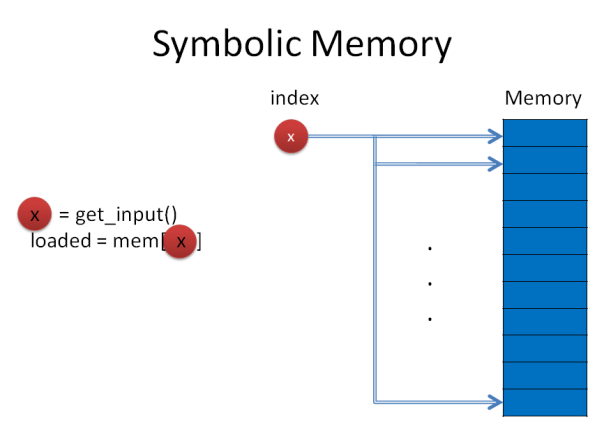 Symbolic Memory
index
Memory
x
x = get_input()
loaded = mem[ x ]
.
.
.